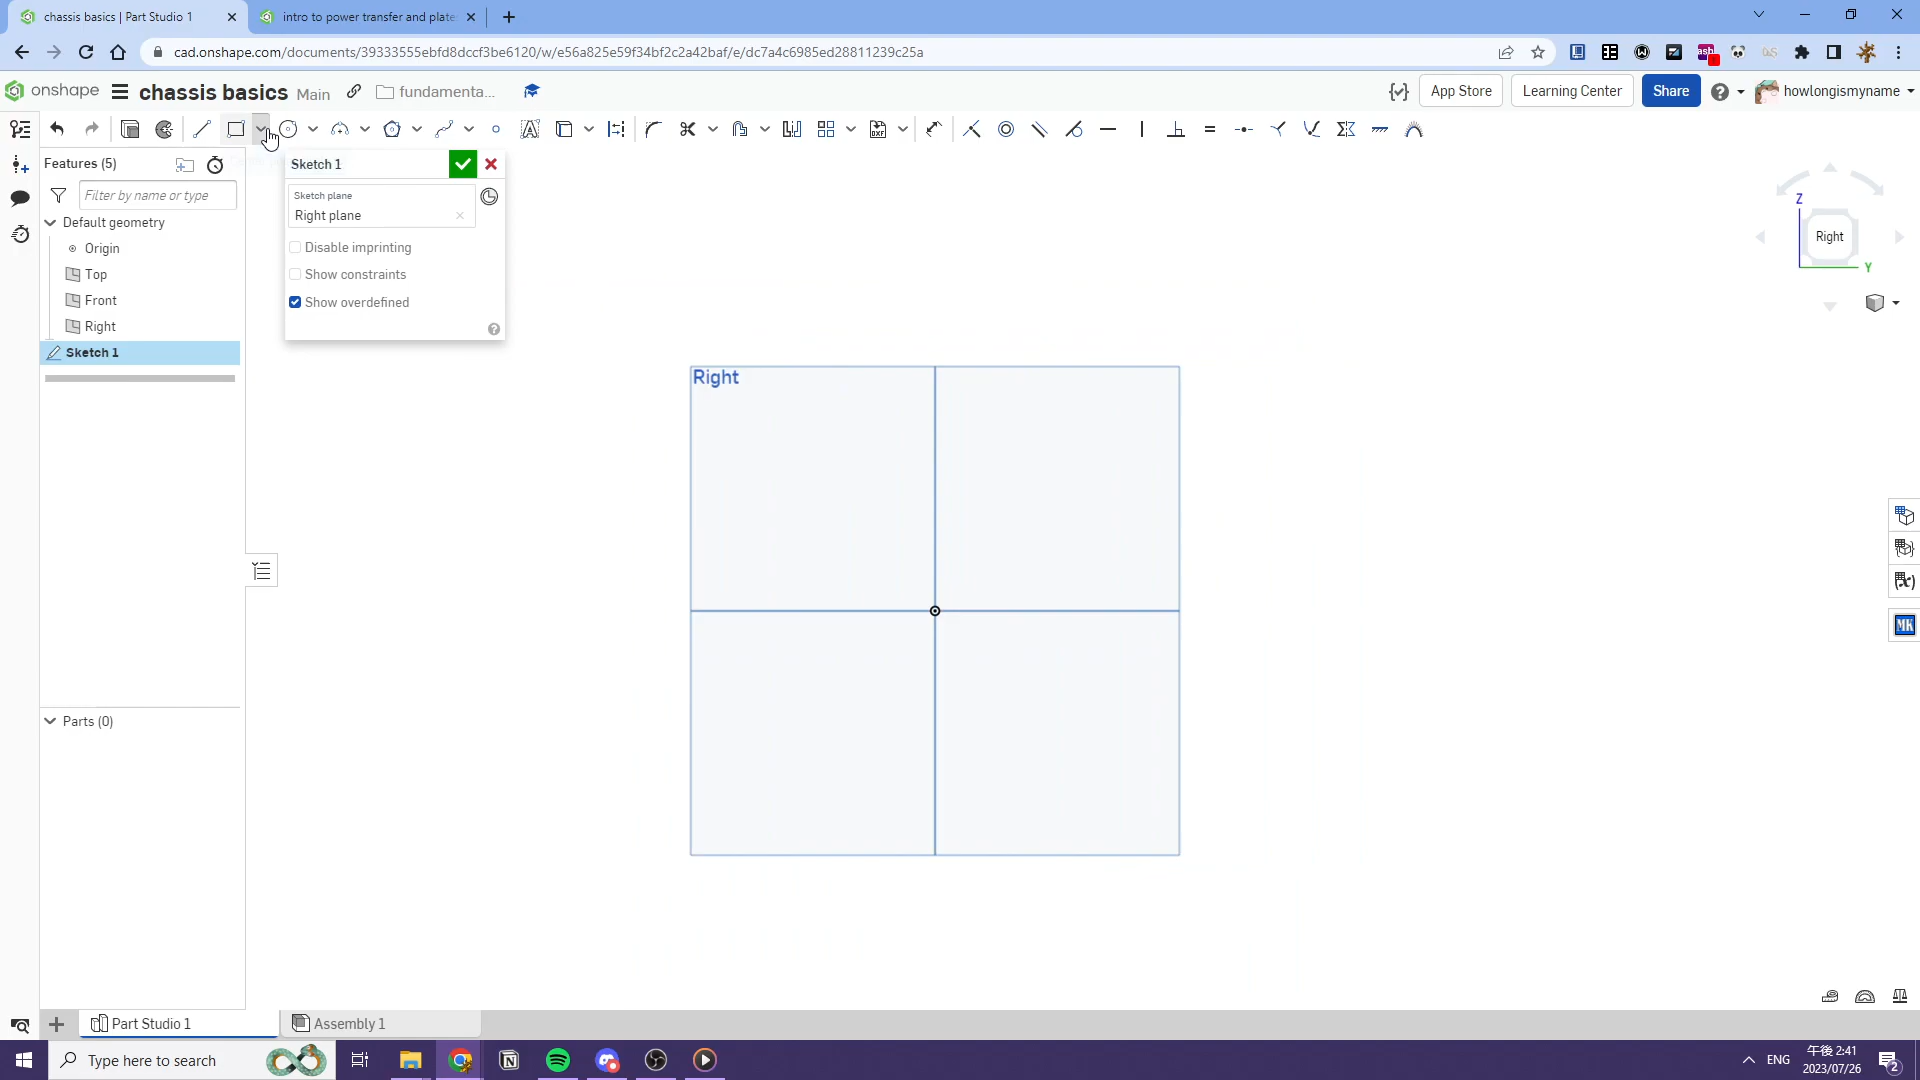 chassis basics | Part Studio 1
intro to power transfer and plate
cad.onshape.com/documents/39333555ebfd8dccf3be6120/w/e56a825e59f34bf2c2a42baf/e/dc7a4c6985ed28811239c25a
onshape
chassis basics Main
fundamenta...
App Store
Learning Center
Share
howlongismyname
Features (5)
Filter by name or type
Default geometry
Origin
Top
Front
Right
Sketch 1
Parts (0)
Sketch 1
Sketch plane
Right plane
Disable imprinting
Show constraints
Show overdefined
Right
Z
Right
Y
MK
Part Studio 1
Assembly 1
Type here to search
ENG
午後 2:41
2023/07/26
2